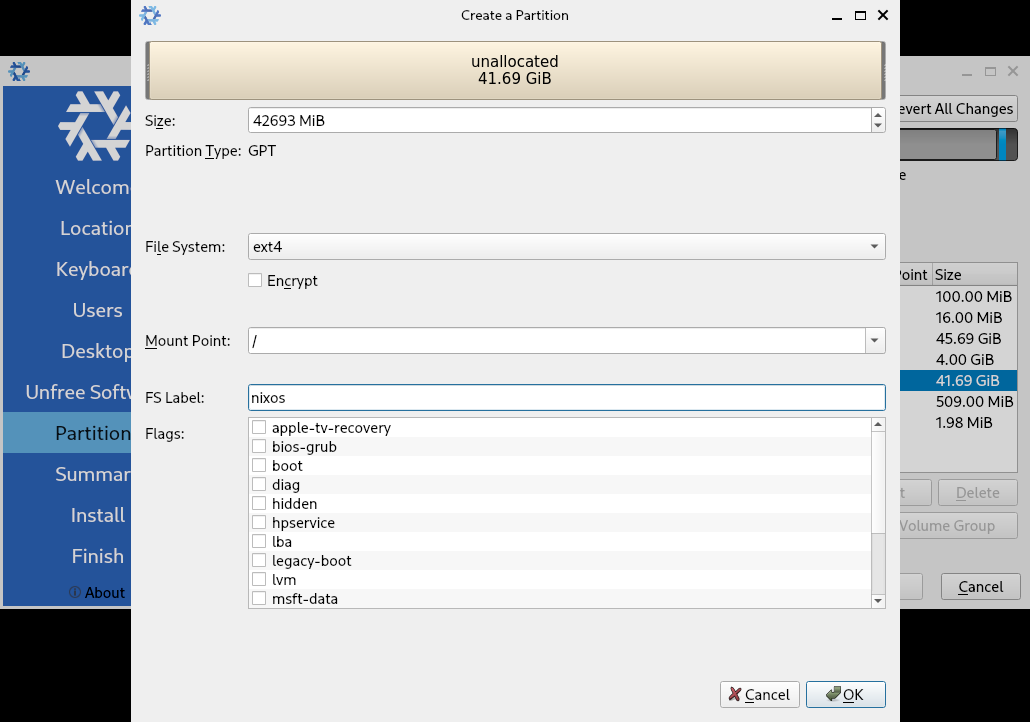 Create a Partition
unallocated
41.69 GiB
Size: 42693 MiB
Partition Type: GPT
File System: ext4
Encrypt
Mount Point: /
FS Label: nixos
Flags:
apple-tv-recovery
bios-grub
boot
diag
hidden
hpservice
lba
legacy-boot
lvm
msft-data
Cancel
OK
Welcom
Location
Keyboar
Users
Desktop
Unfree Softw
Partition
Summar
Install
Finish
About
evert All Changes
e
Point Size
100.00 MiB
16.00 MiB
45.69 GiB
4.00 GiB
41.69 GiB
509.00 MiB
1.98 MiB
t
Delete
Volume Group
Cancel